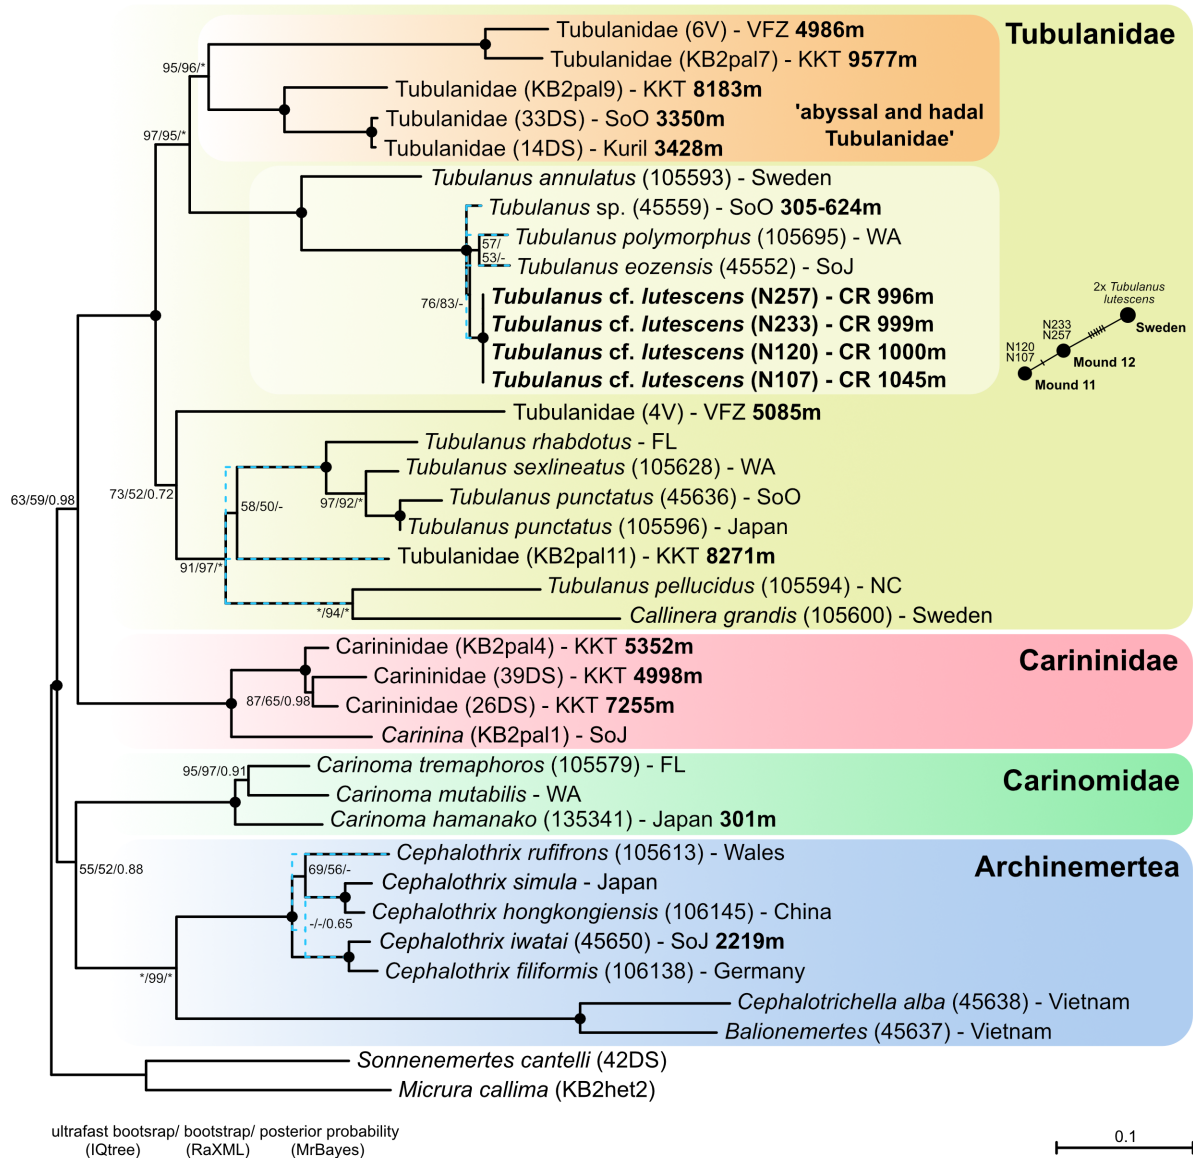 Tubulanidae
Tubulanidae (6V) - VFZ 4986m
Tubulanidae (KB2pal7) - KKT 9577m
95/96/*
Tubulanidae (KB2pal9) - KKT 8183m
'abyssal and hadal
Tubulanidae'
Tubulanidae (33DS) - SoO 3350m
97/95/*
Tubulanidae (14DS) - Kuril 3428m
Tubulanus annulatus (105593) - Sweden
Tubulanus sp. (45559) - SoO 305-624m
57/
53/-
Tubulanus polymorphus (105695) - WA
Tubulanus eozensis (45552) - SoJ
76/83/-
Tubulanus cf. lutescens (N257) - CR 996m
Tubulanus cf. lutescens (N233) - CR 999m
Tubulanus cf. lutescens (N120) - CR 1000m
Tubulanus cf. lutescens (N107) - CR 1045m
2x Tubulanus
lutescens
Sweden
N233
N257
Mound 12
N120
N107
Mound 11
Tubulanidae (4V) - VFZ 5085m
Tubulanus rhabdotus - FL
Tubulanus sexlineatus (105628) - WA
63/59/0.98
73/52/0.72
97/92/*
58/50/-
Tubulanus punctatus (45636) - SoO
Tubulanus punctatus (105596) - Japan
Tubulanidae (KB2pal11) - KKT 8271m
91/97/*
Tubulanus pellucidus (105594) - NC
*/94/*
Callinera grandis (105600) - Sweden
Carininidae
Carininidae (KB2pal4) - KKT 5352m
Carininidae (39DS) - KKT 4998m
87/65/0.98
Carininidae (26DS) - KKT 7255m
Carinina (KB2pal1) - SoJ
Carinomidae
95/97/0.91
Carinoma tremaphoros (105579) - FL
Carinoma mutabilis - WA
Carinoma hamanako (135341) - Japan 301m
Archinemertea
55/52/0.88
Cephalothrix rufifrons (105613) - Wales
69/56/-
Cephalothrix simula - Japan
Cephalothrix hongkongiensis (106145) - China
-/-/0.65
Cephalothrix iwatai (45650) - SoJ 2219m
*/99/*
Cephalothrix filiformis (106138) - Germany
Cephalotrichella alba (45638) - Vietnam
Balionemertes (45637) - Vietnam
Sonnenemertes cantelli (42DS)
Micrura callima (KB2het2)
ultrafast bootsrap/ bootstrap/ posterior probability
(IQtree) (RaXML) (MrBayes)
0.1